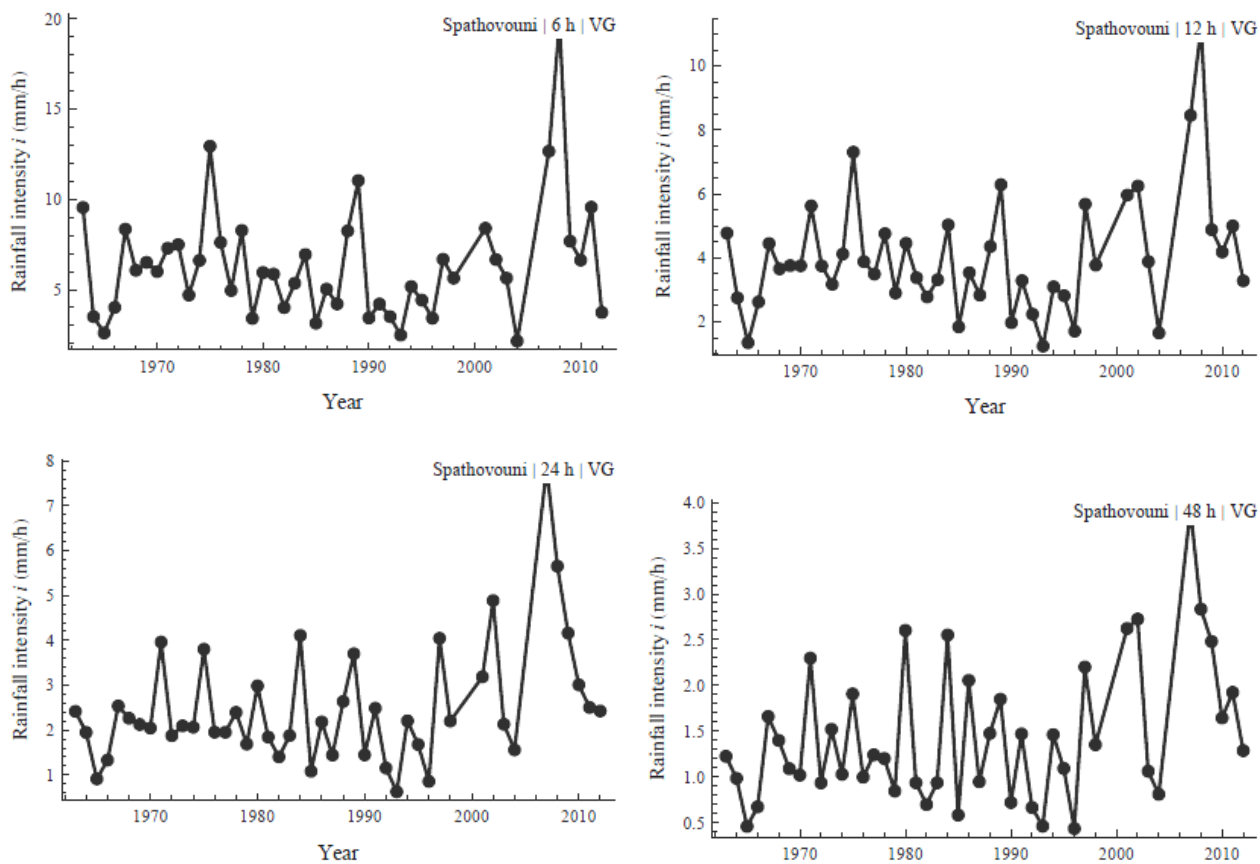 Spathovouni | 6 h | VG
Rainfall intensity i (mm/h)
20
15
10
5
1970 1980 1990 2000 2010
Year
Spathovouni | 12 h | VG
Rainfall intensity i (mm/h)
10
8
6
4
2
1970 1980 1990 2000 2010
Year
Spathovouni | 24 h | VG
Rainfall intensity i (mm/h)
8
7
6
5
4
3
2
1
1970 1980 1990 2000 2010
Year
Spathovouni | 48 h | VG
Rainfall intensity i (mm/h)
4.0
3.5
3.0
2.5
2.0
1.5
1.0
0.5
1970 1980 1990 2000 2010